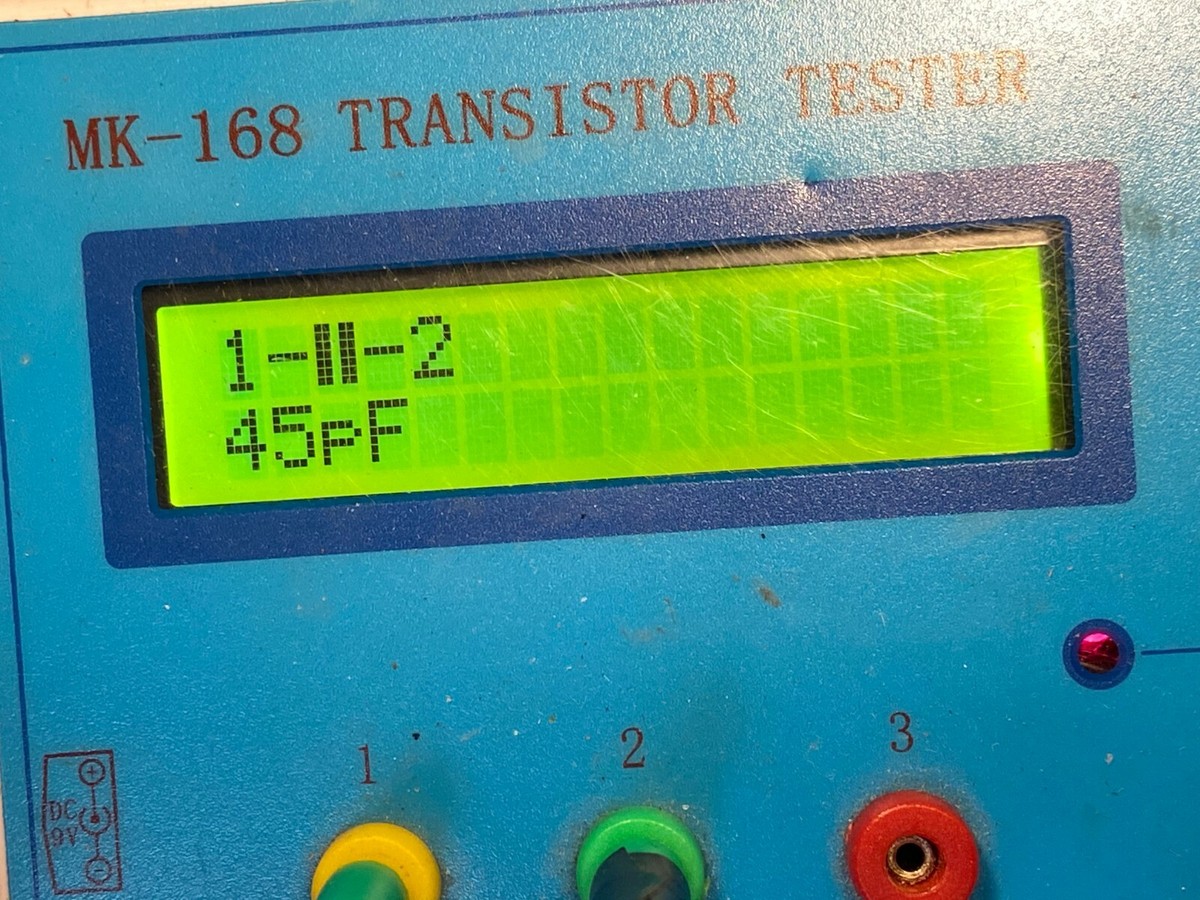 MK-168 TRANSISTOR TESTER
1-||-2
45pF
1 2 3
DC
9V